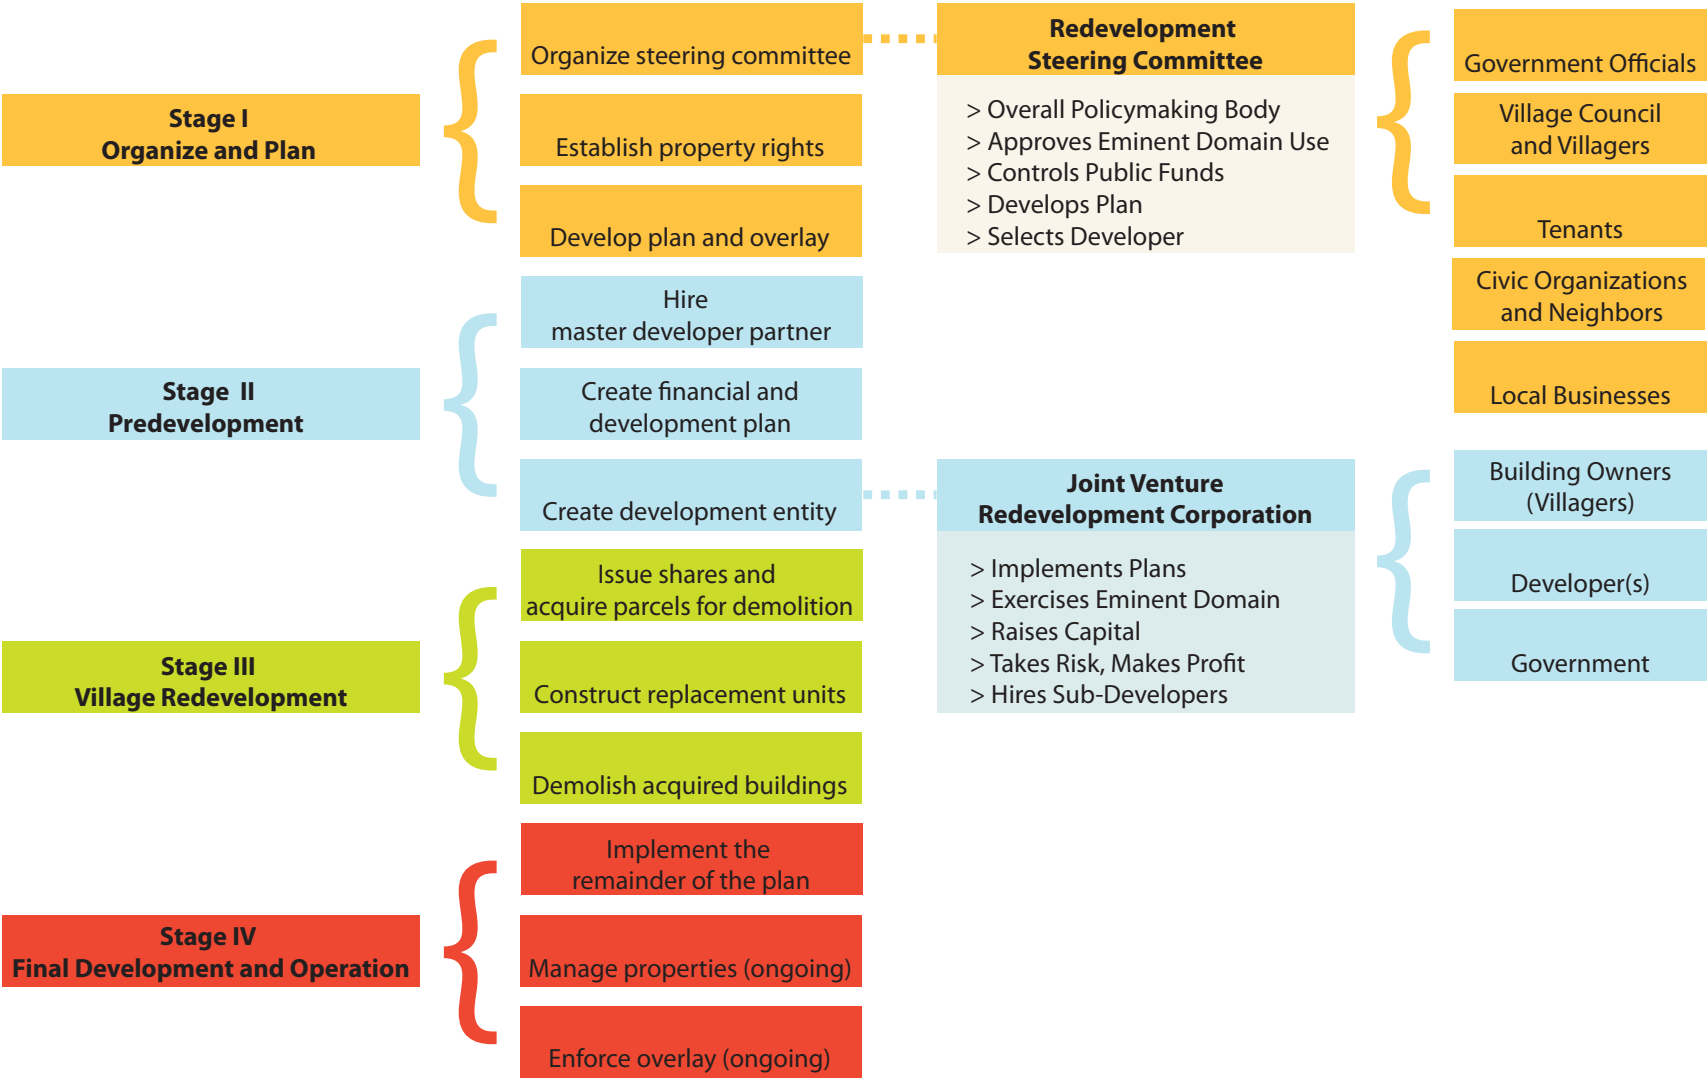 Stage I
Organize and Plan
Organize steering committee
Establish property rights
Develop plan and overlay
Redevelopment
Steering Committee
> Overall Policymaking Body
> Approves Eminent Domain Use
> Controls Public Funds
> Develops Plan
> Selects Developer
Government Officials
Village Council
and Villagers
Tenants
Civic Organizations
and Neighbors
Local Businesses
Stage II
Predevelopment
Hire
master developer partner
Create financial and
development plan
Create development entity
Joint Venture
Redevelopment Corporation
> Implements Plans
> Exercises Eminent Domain
> Raises Capital
> Takes Risk, Makes Profit
> Hires Sub-Developers
Building Owners
(Villagers)
Developer(s)
Government
Stage III
Village Redevelopment
Issue shares and
acquire parcels for demolition
Construct replacement units
Demolish acquired buildings
Stage IV
Final Development and Operation
Implement the
remainder of the plan
Manage properties (ongoing)
Enforce overlay (ongoing)